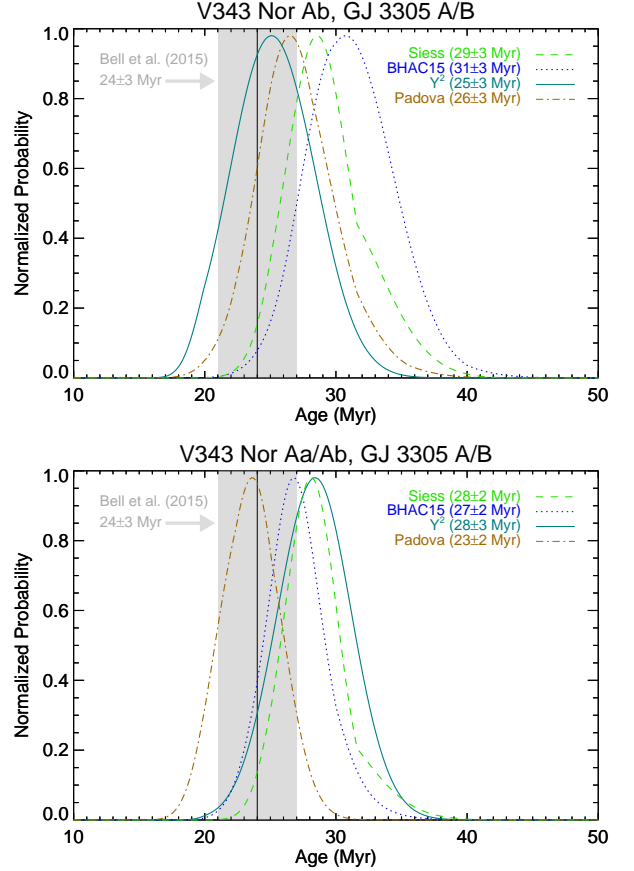 V343 Nor Ab, GJ 3305 A/B
Bell et al. (2015)
24±3 Myr
Siess (29±3 Myr)
BHAC15 (31±3 Myr)
Y² (25±3 Myr)
Padova (26±3 Myr)
Normalized Probability
1.0
0.8
0.6
0.4
0.2
0.0
10 20 30 40 50
Age (Myr)
V343 Nor Aa/Ab, GJ 3305 A/B
Bell et al. (2015)
24±3 Myr
Siess (28±2 Myr)
BHAC15 (27±2 Myr)
Y² (28±3 Myr)
Padova (23±2 Myr)
Normalized Probability
1.0
0.8
0.6
0.4
0.2
0.0
10 20 30 40 50
Age (Myr)